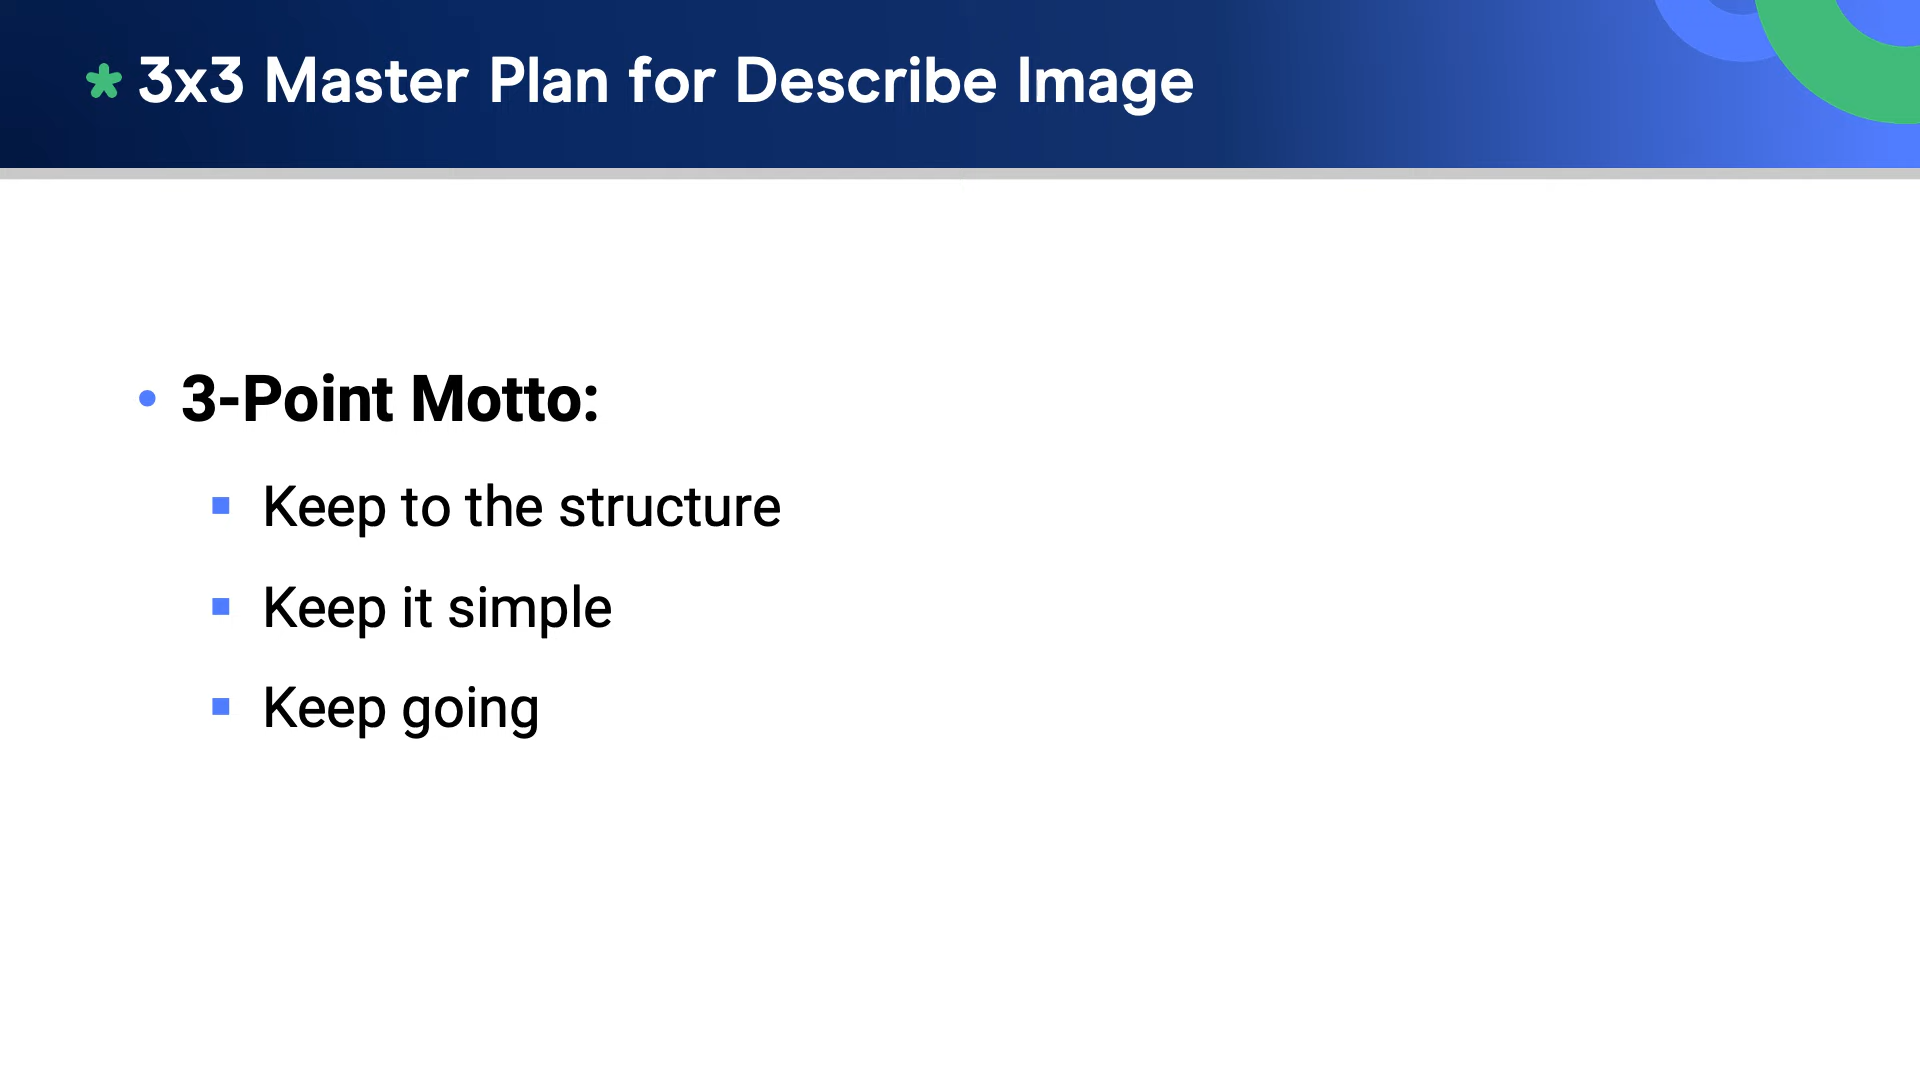 * 3x3 Master Plan for Describe Image
• 3-Point Motto:
▪ Keep to the structure
▪ Keep it simple
▪ Keep going